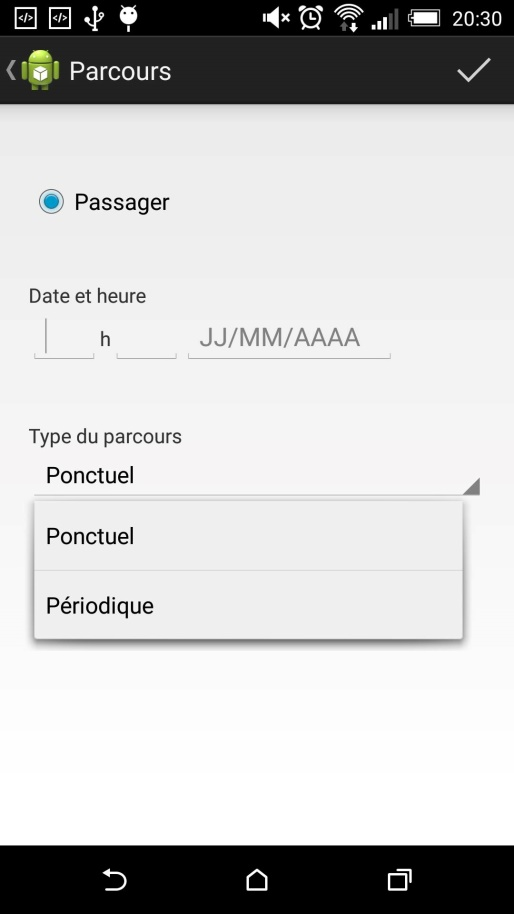 20:30
Parcours
Passager
Date et heure
h JJ/MM/AAAA
Type du parcours
Ponctuel
Ponctuel
Périodique